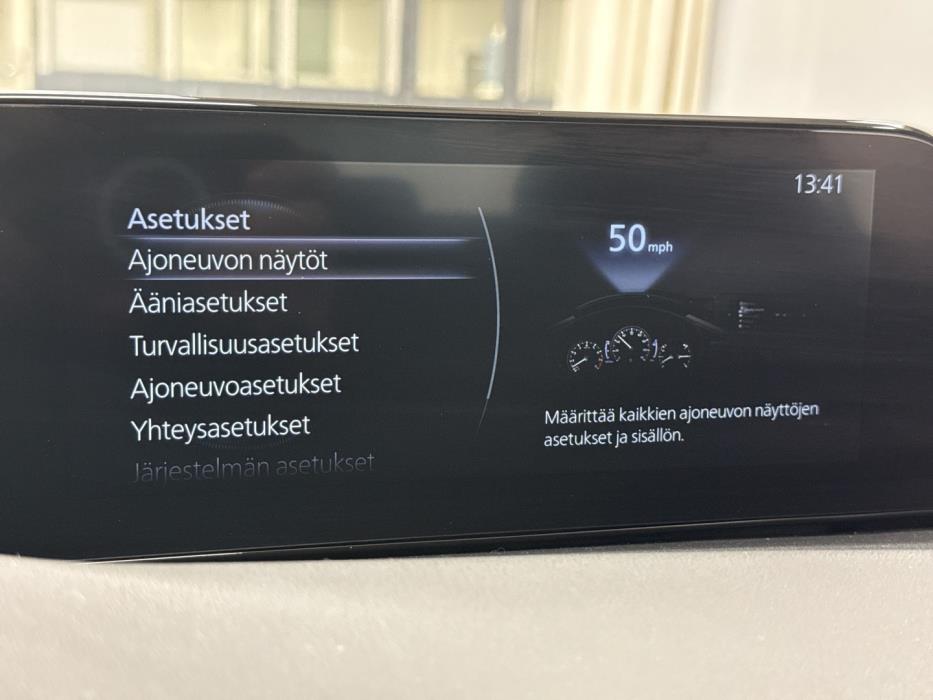 13:41
Asetukset
Ajoneuvon näytöt
Ääniasetukset
Turvallisuusasetukset
Ajoneuvoasetukset
Yhteysasetukset
Järjestelmän asetukset
50 mph
Määrittää kaikkien ajoneuvon näyttöjen
asetukset ja sisällön.